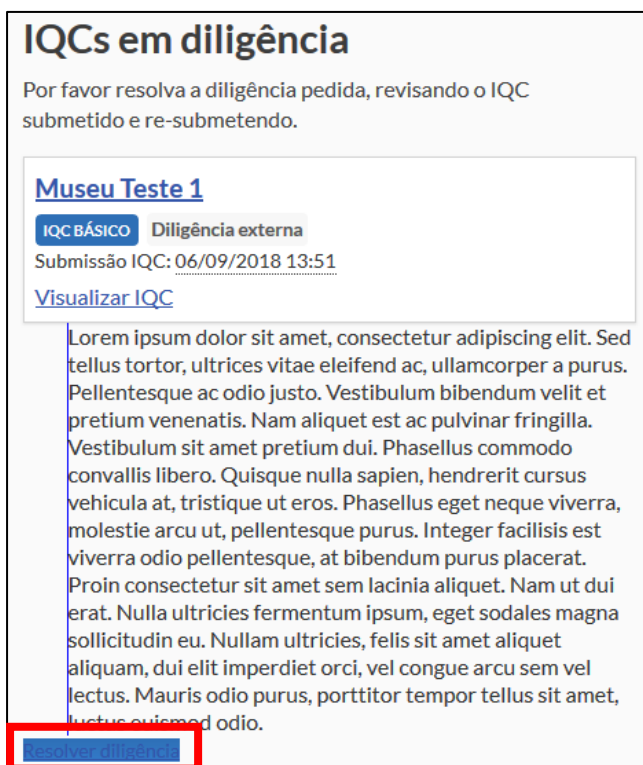 IQCs em diligência
Por favor resolva a diligência pedida, revisando o IQC
submetido e re-submetendo.
Museu Teste 1
IQC BÁSICO Diligência externa
Submissão IQC: 06/09/2018 13:51
Visualizar IQC
Lorem ipsum dolor sit amet, consectetur adipiscing elit. Sed
tellus tortor, ultrices vitae eleifend ac, ullamcorper a purus.
Pellentesque ac odio justo. Vestibulum bibendum velit et
pretium venenatis. Nam aliquet est ac pulvinar fringilla.
Vestibulum sit amet pretium dui. Phasellus commodo
convallis libero. Quisque nulla sapien, hendrerit cursus
vehicula at, tristique ut eros. Phasellus eget neque viverra,
molestie arcu ut, pellentesque purus. Integer facilisis est
viverra odio pellentesque, at bibendum purus placerat.
Proin consectetur sit amet sem lacinia aliquet. Nam ut dui
erat. Nulla ultricies fermentum ipsum, eget sodales magna
sollicitudin eu. Nullam ultricies, felis sit amet aliquet
aliquam, dui elit imperdiet orci, vel congue arcu sem vel
lectus. Mauris odio purus, porttitor tempor tellus sit amet,
luctus euismod odio.
Resolver diligência